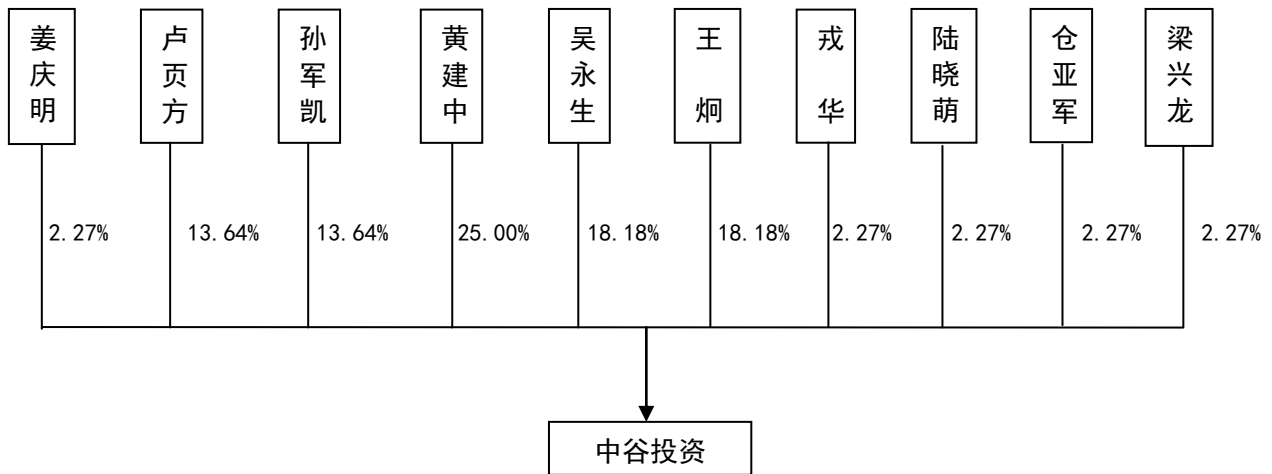 姜庆明
卢页方
孙军凯
黄建中
吴永生
王炯
戎华
陆晓萌
仓亚军
梁兴龙
2.27%
13.64%
13.64%
25.00%
18.18%
18.18%
2.27%
2.27%
2.27%
2.27%
中谷投资